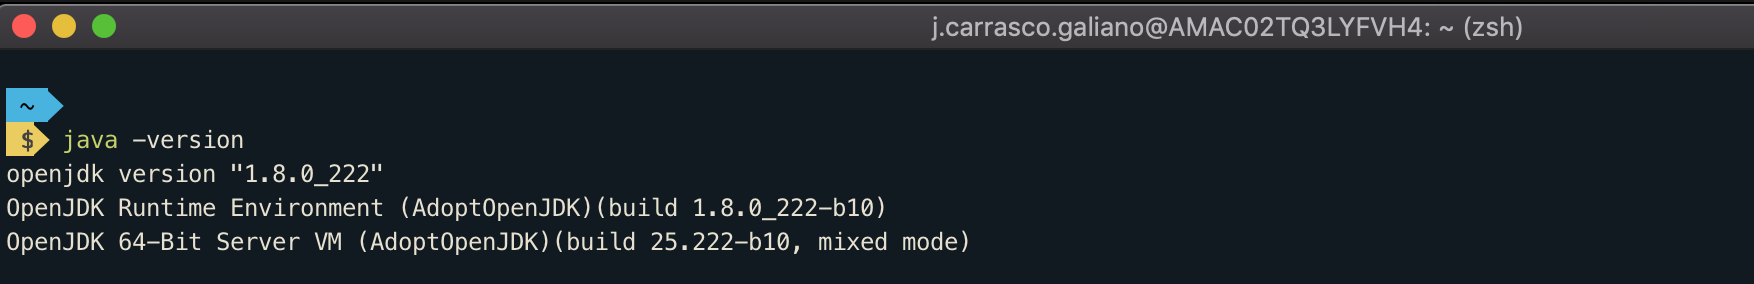 j.carrasco.galiano@AMAC02TQ3LYFVH4: ~ (zsh)
~
$ java -version
openjdk version "1.8.0_222"
OpenJDK Runtime Environment (AdoptOpenJDK)(build 1.8.0_222-b10)
OpenJDK 64-Bit Server VM (AdoptOpenJDK)(build 25.222-b10, mixed mode)